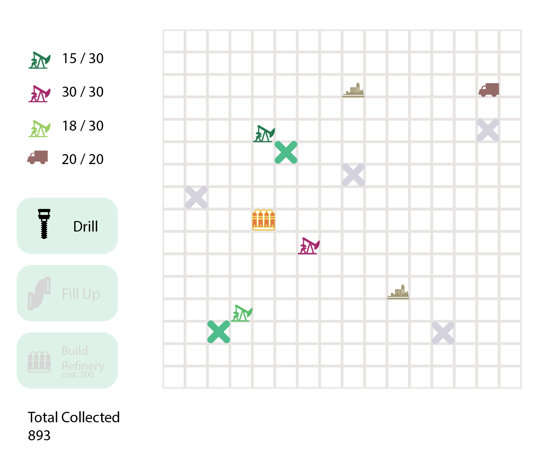 15 / 30
30 / 30
18 / 30
20 / 20
Drill
Fill Up
Build
Refinery
cost: 500
Total Collected
893